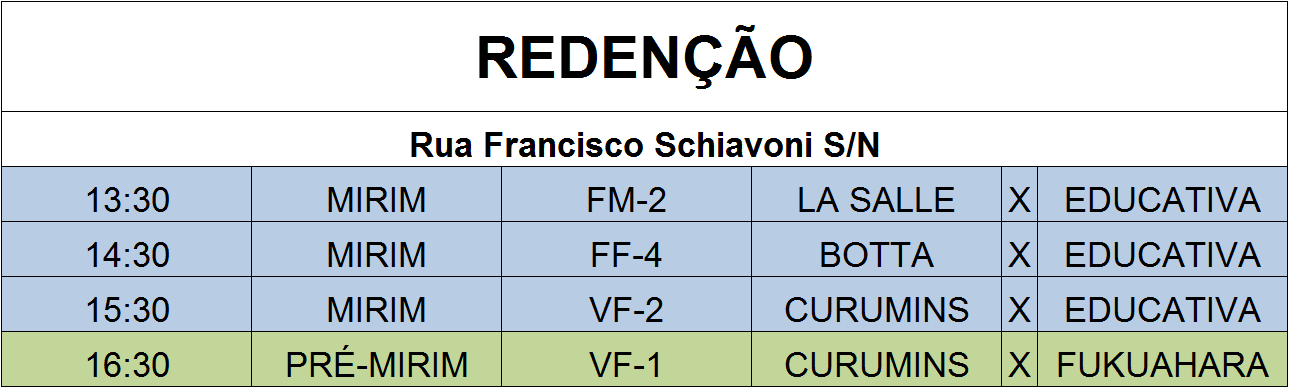 REDENÇÃO
Rua Francisco Schiavoni S/N
13:30 MIRIM FM-2 LA SALLE X EDUCATIVA
14:30 MIRIM FF-4 BOTTA X EDUCATIVA
15:30 MIRIM VF-2 CURUMINS X EDUCATIVA
16:30 PRÉ-MIRIM VF-1 CURUMINS X FUKUAHARA